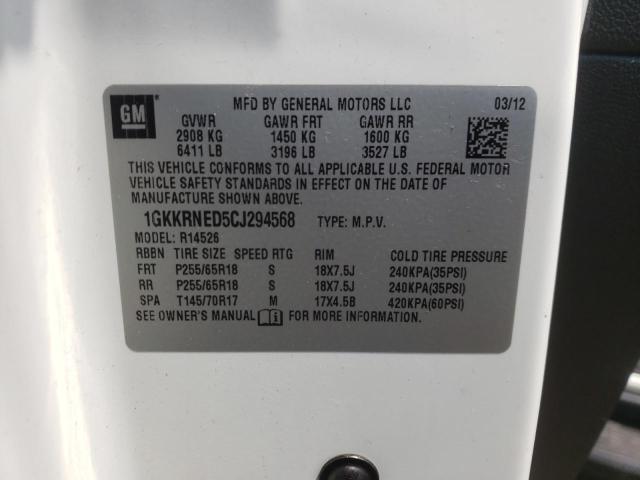 GM
MFD BY GENERAL MOTORS LLC 03/12
GVWR GAWR FRT GAWR RR
2908 KG 1450 KG 1600 KG
6411 LB 3196 LB 3527 LB
THIS VEHICLE CONFORMS TO ALL APPLICABLE U.S. FEDERAL MOTOR
VEHICLE SAFETY STANDARDS IN EFFECT ON THE DATE OF
MANUFACTURE SHOWN ABOVE.
1GKKRNED5CJ294568 TYPE: M.P.V.
MODEL: R14526
RBBN TIRE SIZE SPEED RTG RIM COLD TIRE PRESSURE
FRT P255/65R18 S 18X7.5J 240KPA(35PSI)
RR P255/65R18 S 18X7.5J 240KPA(35PSI)
SPA T145/70R17 M 17X4.5B 420KPA(60PSI)
SEE OWNER'S MANUAL FOR MORE INFORMATION.